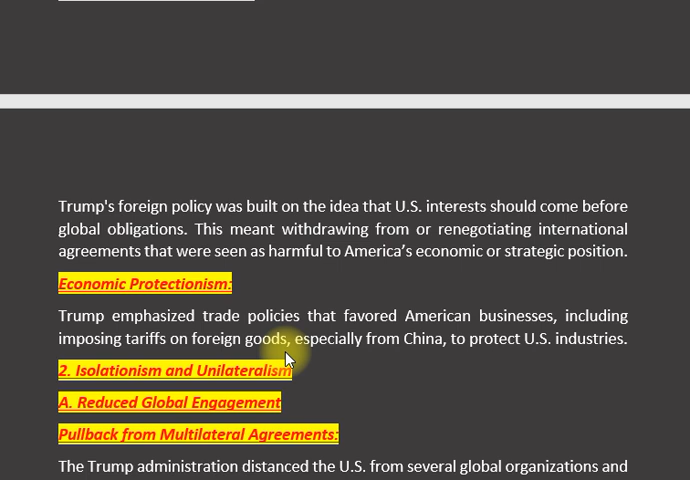 Trump's foreign policy was built on the idea that U.S. interests should come before
global obligations. This meant withdrawing from or renegotiating international
agreements that were seen as harmful to America’s economic or strategic position.
Economic Protectionism:
Trump emphasized trade policies that favored American businesses, including
imposing tariffs on foreign goods, especially from China, to protect U.S. industries.
2. Isolationism and Unilateralism
A. Reduced Global Engagement
Pullback from Multilateral Agreements:
The Trump administration distanced the U.S. from several global organizations and